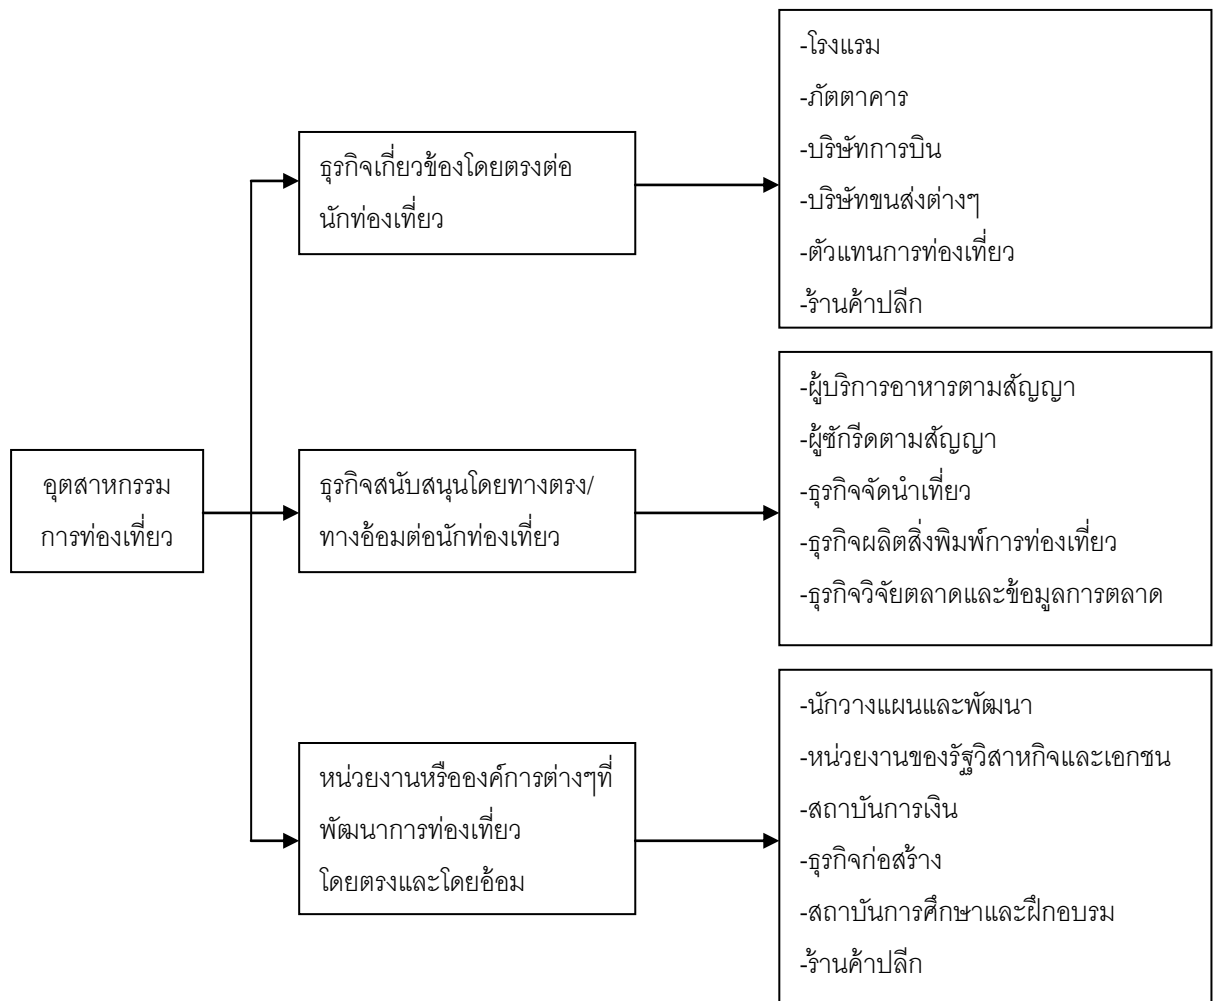 อุตสาหกรรม
การท่องเที่ยว
ธุรกิจเกี่ยวข้องโดยตรงต่อ
นักท่องเที่ยว
-โรงแรม
-ภัตตาคาร
-บริษัทการบิน
-บริษัทขนส่งต่างๆ
-ตัวแทนการท่องเที่ยว
-ร้านค้าปลีก
ธุรกิจสนับสนุนโดยทางตรง/
ทางอ้อมต่อนักท่องเที่ยว
-ผู้บริการอาหารตามสัญญา
-ผู้ซักรีดตามสัญญา
-ธุรกิจจัดนำเที่ยว
-ธุรกิจผลิตสิ่งพิมพ์การท่องเที่ยว
-ธุรกิจวิจัยตลาดและข้อมูลการตลาด
หน่วยงานหรือองค์การต่างๆที่
พัฒนาการท่องเที่ยว
โดยตรงและโดยอ้อม
-นักวางแผนและพัฒนา
-หน่วยงานของรัฐวิสาหกิจและเอกชน
-สถาบันการเงิน
-ธุรกิจก่อสร้าง
-สถาบันการศึกษาและฝึกอบรม
-ร้านค้าปลีก